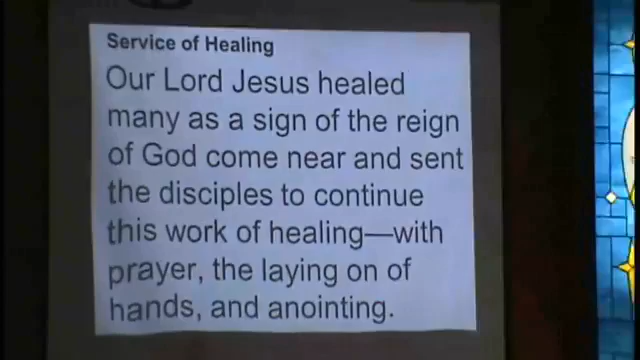 Service of Healing
Our Lord Jesus healed
many as a sign of the reign
of God come near and sent
the disciples to continue
this work of healing—with
prayer, the laying on of
hands, and anointing.